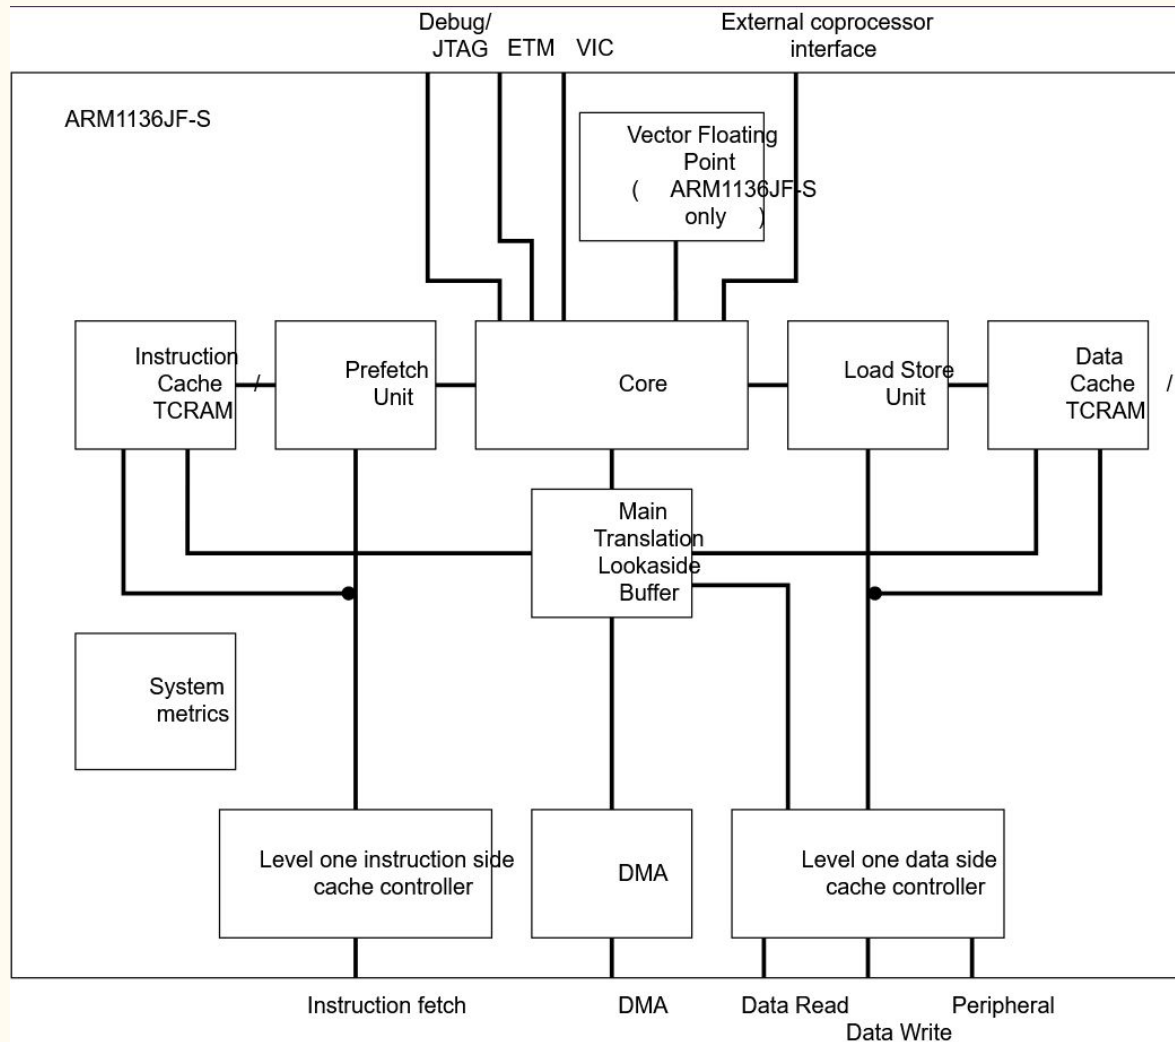 Debug/
JTAG
ETM
VIC
External coprocessor
interface
ARM1136JF-S
Vector Floating
Point
( ARM1136JF-S
only )
Instruction
Cache /
TCRAM
Prefetch
Unit
Core
Load Store
Unit
Data
Cache /
TCRAM
Main
Translation
Lookaside
Buffer
System
metrics
Level one instruction side
cache controller
DMA
Level one data side
cache controller
Instruction fetch
DMA
Data Read
Data Write
Peripheral